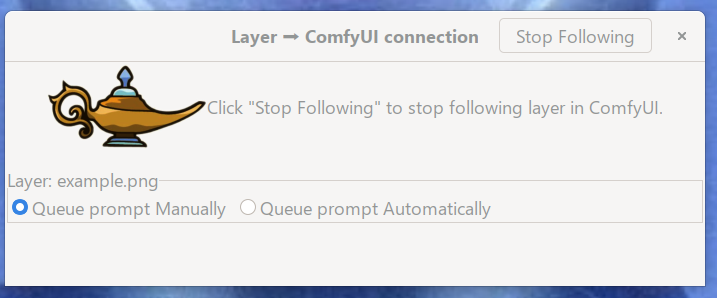 Layer ➞ ComfyUI connection
Stop Following
Click "Stop Following" to stop following layer in ComfyUI.
Layer: example.png
Queue prompt Manually
Queue prompt Automatically